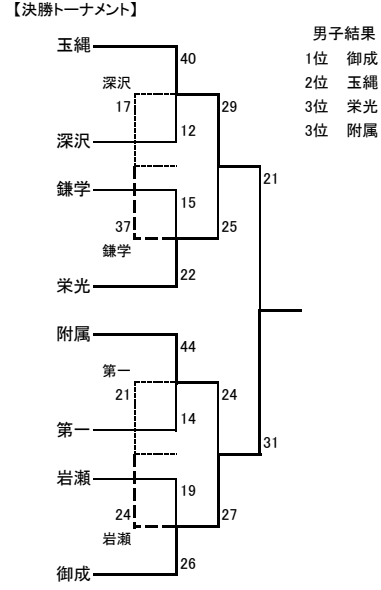 【決勝トーナメント】
男子結果
1位 御成
2位 玉縄
3位 栄光
3位 附属
玉縄
40
深沢
17
29
12
深沢
21
鎌学
15
37
25
鎌学
22
栄光
附属
44
第一
21
24
14
第一
31
岩瀬
19
24
27
岩瀬
26
御成